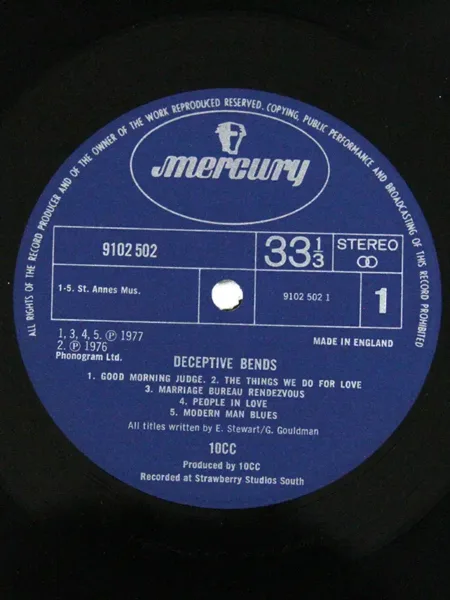 ALL RIGHTS OF THE RECORD PRODUCER AND OF THE OWNER OF THE WORK REPRODUCED RESERVED. COPYING, PUBLIC PERFORMANCE AND BROADCASTING OF THIS RECORD PROHIBITED
mercury
9102 502
33 1/3
STEREO
1-5. St. Annes Mus.
9102 502 1
1
1, 3, 4, 5. Ⓟ 1977
2. Ⓟ 1976
Phonogram Ltd.
MADE IN ENGLAND
DECEPTIVE BENDS
1. GOOD MORNING JUDGE. 2. THE THINGS WE DO FOR LOVE
3. MARRIAGE BUREAU RENDEZVOUS
4. PEOPLE IN LOVE
5. MODERN MAN BLUES
All titles written by E. Stewart/G. Gouldman
10CC
Produced by 10CC
Recorded at Strawberry Studios South